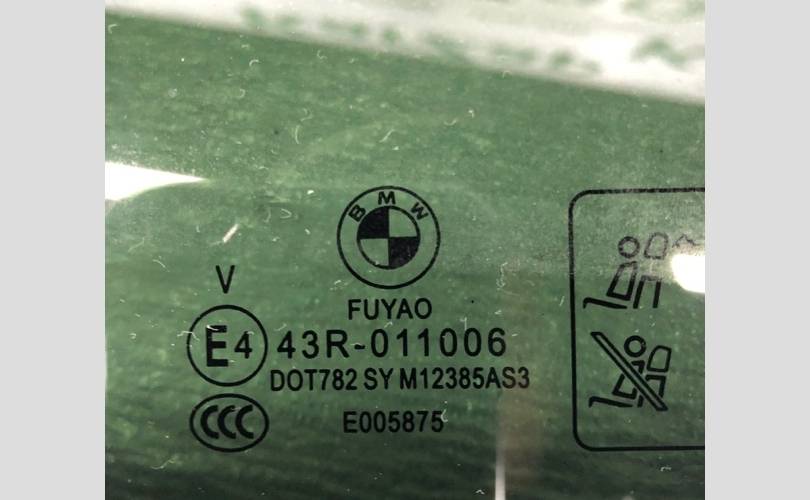 BMW
V
FUYAO
E4 43R-011006
DOT782 SY M12385AS3
CCC E005875